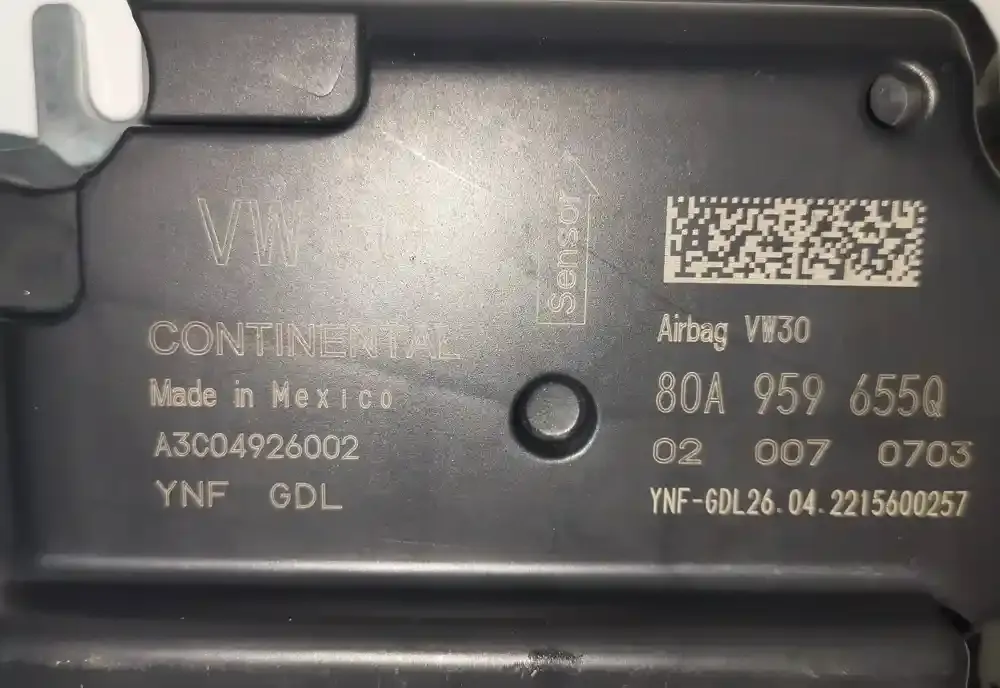 VW
CONTINENTAL
Made in Mexico
A3C04926002
YNF GDL
Sensor
Airbag VW30
80A 959 655Q
02 007 0703
YNF-GDL26.04.2215600257